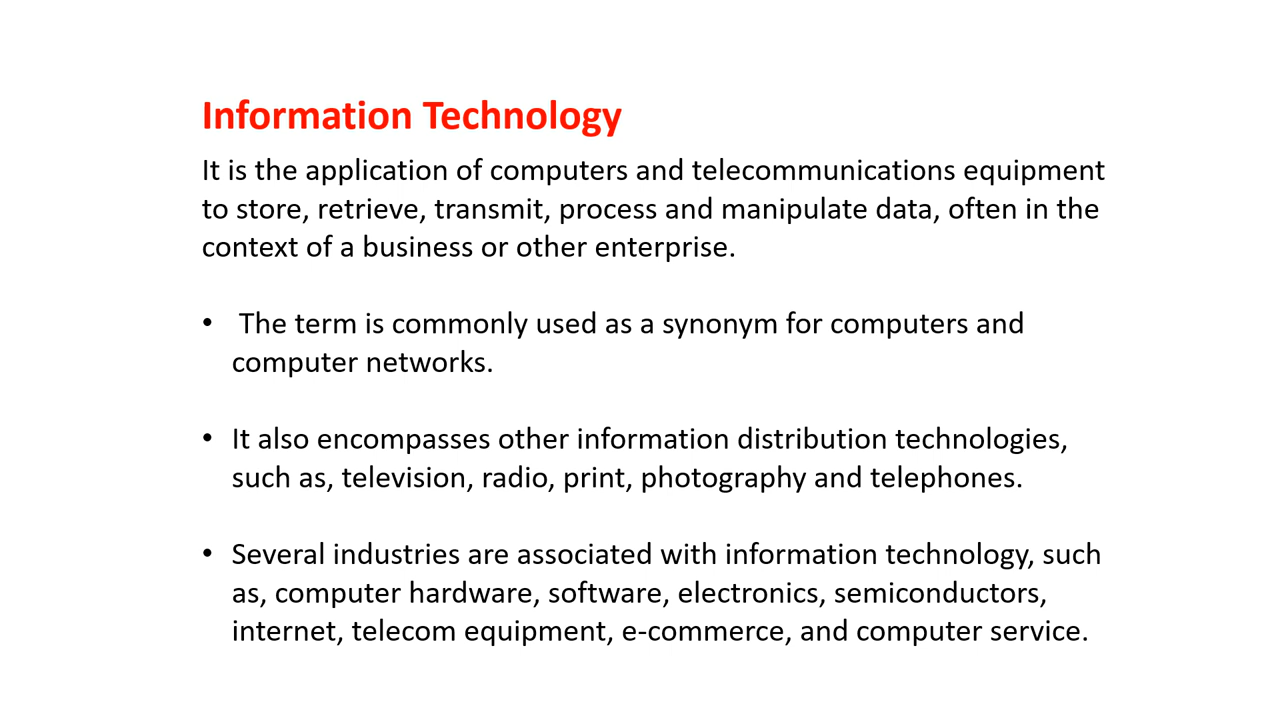 Information Technology
It is the application of computers and telecommunications equipment
to store, retrieve, transmit, process and manipulate data, often in the
context of a business or other enterprise.
• The term is commonly used as a synonym for computers and
computer networks.
• It also encompasses other information distribution technologies,
such as, television, radio, print, photography and telephones.
• Several industries are associated with information technology, such
as, computer hardware, software, electronics, semiconductors,
internet, telecom equipment, e-commerce, and computer service.